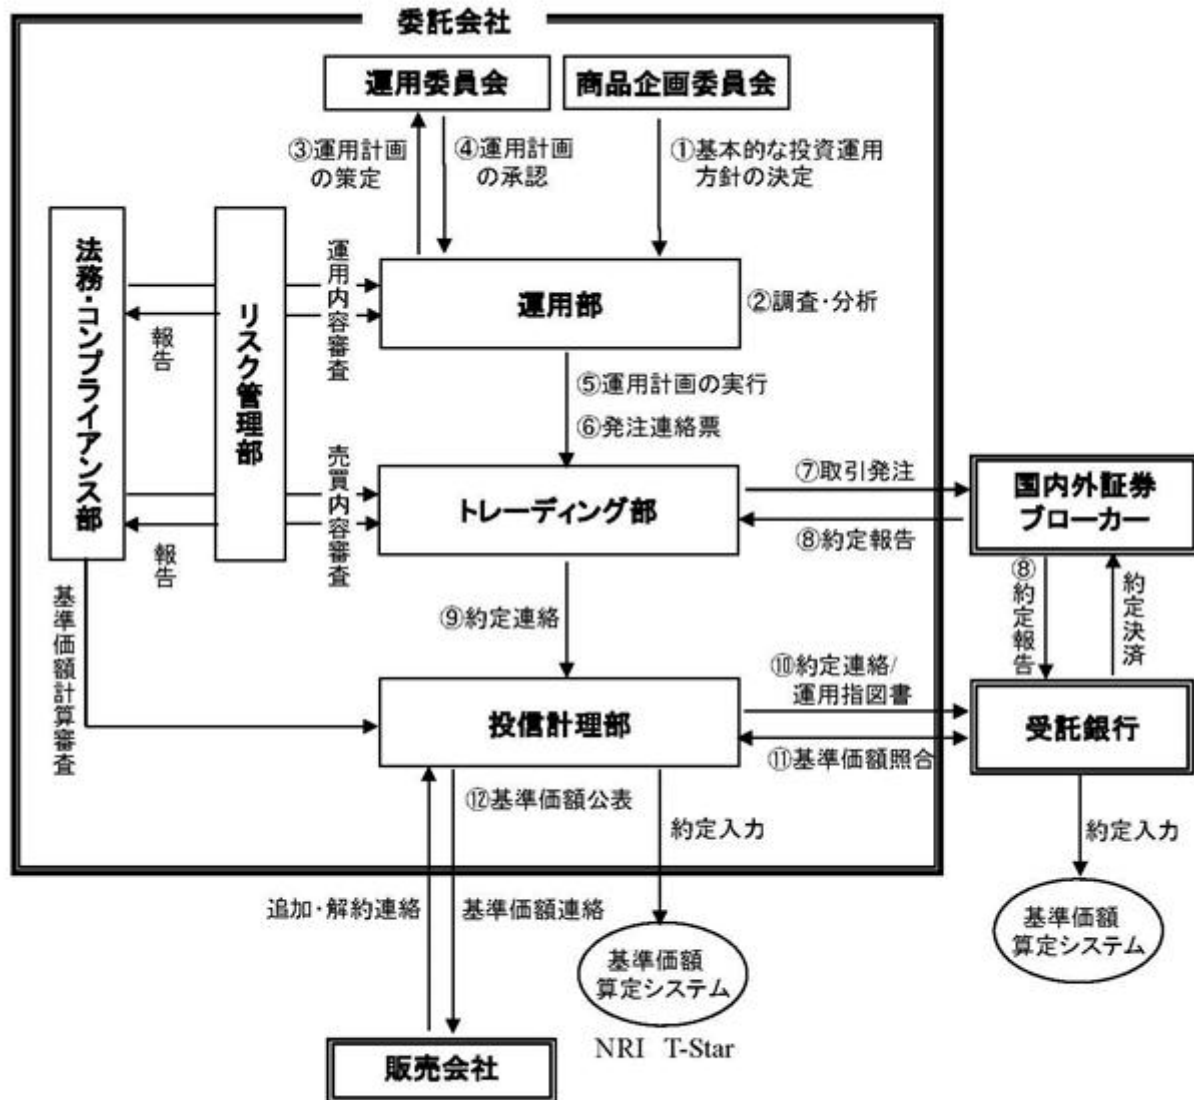 委託会社
運用委員会
商品企画委員会
③運用計画
の策定
④運用計画
の承認
①基本的な投資運用
方針の決定
法務・コンプライアンス部
リスク管理部
運用内容審査
報告
運用部
②調査・分析
⑤運用計画の実行
⑥発注連絡票
売買内容審査
報告
トレーディング部
⑦取引発注
⑧約定報告
国内外証券
ブローカー
⑧約定報告
約定決済
基準価額計算審査
⑨約定連絡
⑩約定連絡/
運用指図書
投信計理部
⑪基準価額照合
受託銀行
⑫基準価額公表
約定入力
約定入力
追加・解約連絡
基準価額連絡
基準価額
算定システム
基準価額
算定システム
NRI T-Star
販売会社